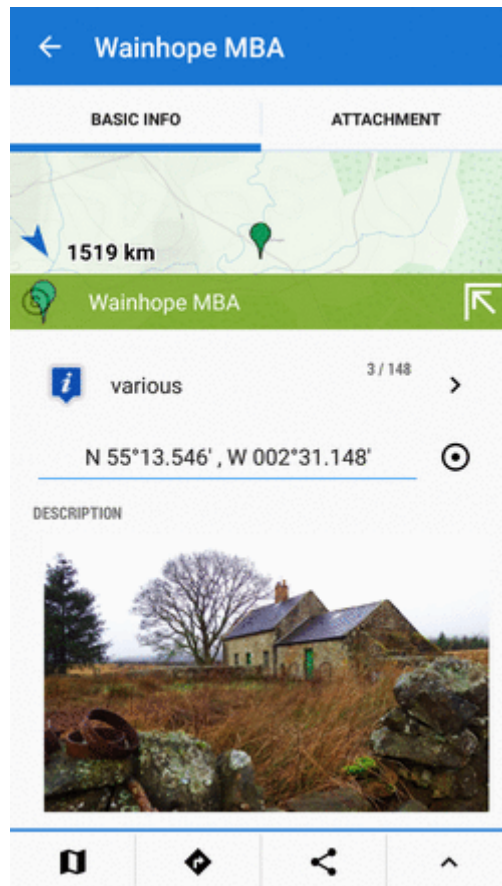 Wainhope MBA
BASIC INFO ATTACHMENT
1519 km
Wainhope MBA
various 3 / 148
N 55°13.546' , W 002°31.148'
DESCRIPTION